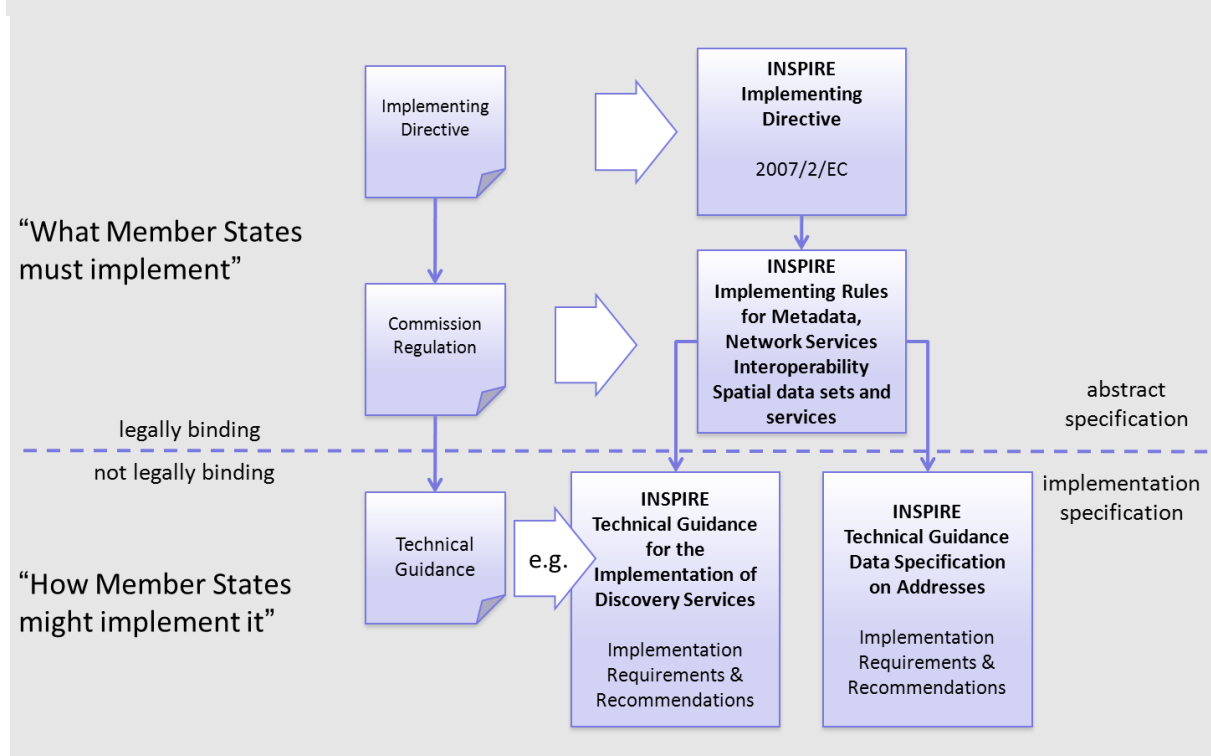 Implementing
Directive
INSPIRE
Implementing
Directive
2007/2/EC
“What Member States
must implement”
Commission
Regulation
INSPIRE
Implementing Rules
for Metadata,
Network Services
Interoperability
Spatial data sets and
services
abstract
specification
legally binding
not legally binding
implementation
specification
“How Member States
might implement it”
Technical
Guidance
e.g.
INSPIRE
Technical Guidance
for the
Implementation of
Discovery Services
Implementation
Requirements &
Recommendations
INSPIRE
Technical Guidance
Data Specification
on Addresses
Implementation
Requirements &
Recommendations